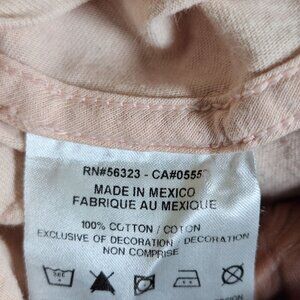 RN#56323 - CA#0555
MADE IN MEXICO
FABRIQUE AU MEXIQUE
100% COTTON / COTON
EXCLUSIVE OF DECORATION / DECORATION
NON COMPRISE